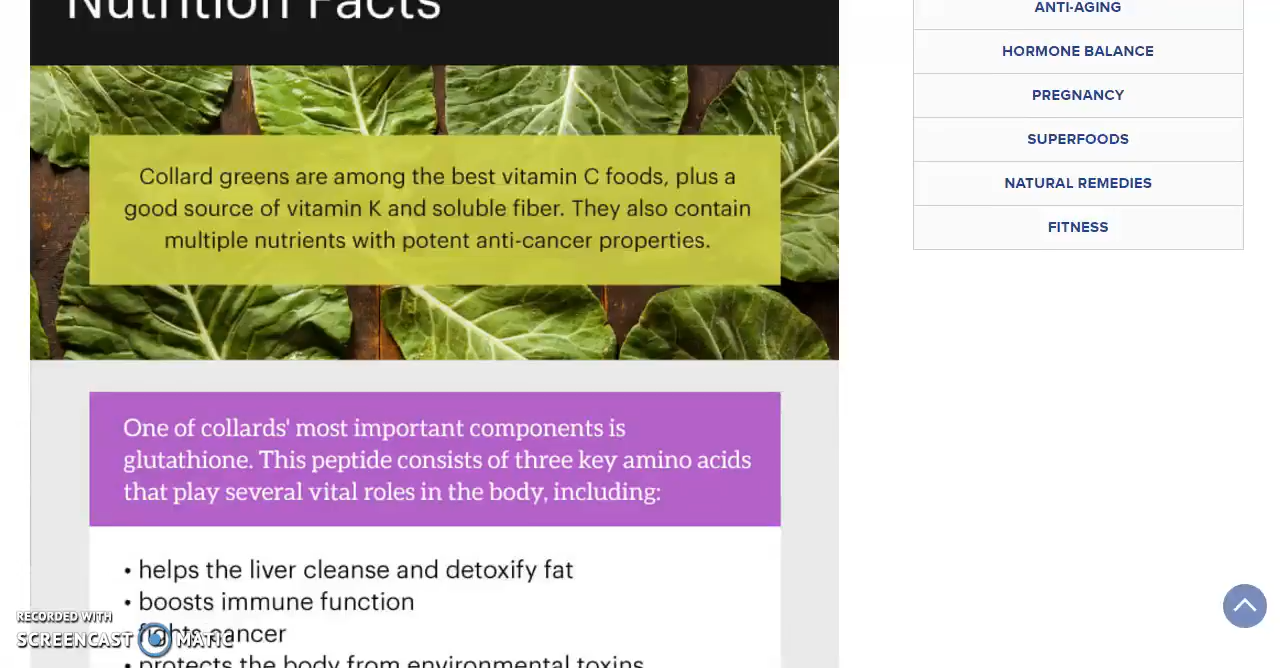 Nutrition Facts
Collard greens are among the best vitamin C foods, plus a
good source of vitamin K and soluble fiber. They also contain
multiple nutrients with potent anti-cancer properties.
One of collards' most important components is
glutathione. This peptide consists of three key amino acids
that play several vital roles in the body, including:
• helps the liver cleanse and detoxify fat
• boosts immune function
• fights cancer
• protects the body from environmental toxins
ANTI-AGING
HORMONE BALANCE
PREGNANCY
SUPERFOODS
NATURAL REMEDIES
FITNESS
RECORDED WITH
SCREENCAST MATIC